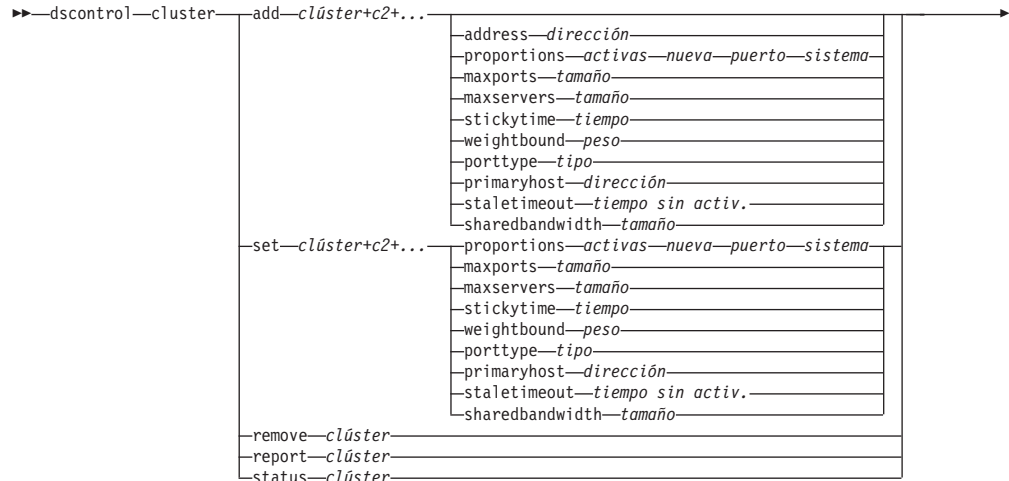 dscontrol cluster add clúster+c2+...
address dirección
proportions activas nueva puerto sistema
maxports tamaño
maxservers tamaño
stickytime tiempo
weightbound peso
porttype tipo
primaryhost dirección
staletimeout tiempo sin activ.
sharedbandwidth tamaño
set clúster+c2+... proportions activas nueva puerto sistema
maxports tamaño
maxservers tamaño
stickytime tiempo
weightbound peso
porttype tipo
primaryhost dirección
staletimeout tiempo sin activ.
sharedbandwidth tamaño
remove clúster
report clúster
status clúster